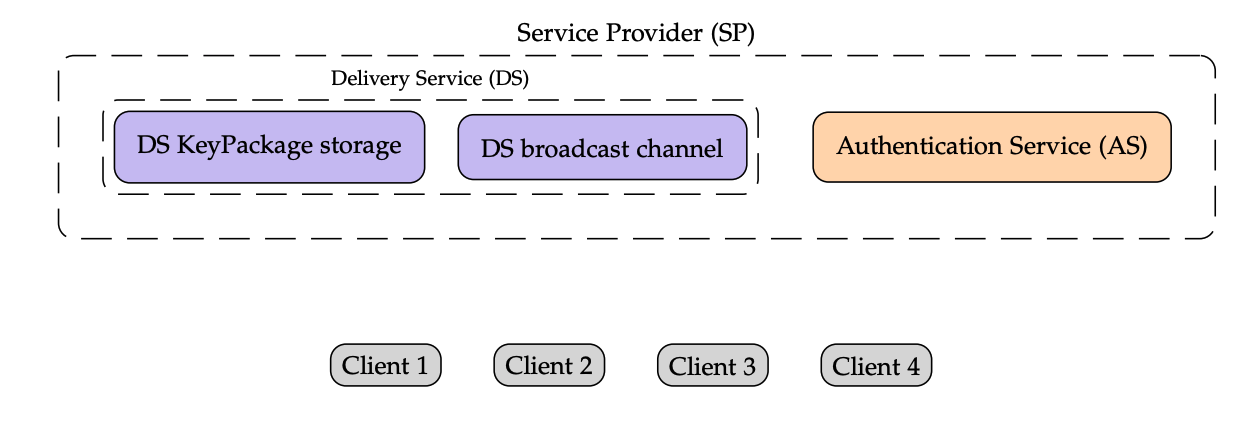 Service Provider (SP)
Delivery Service (DS)
DS KeyPackage storage
DS broadcast channel
Authentication Service (AS)
Client 1
Client 2
Client 3
Client 4